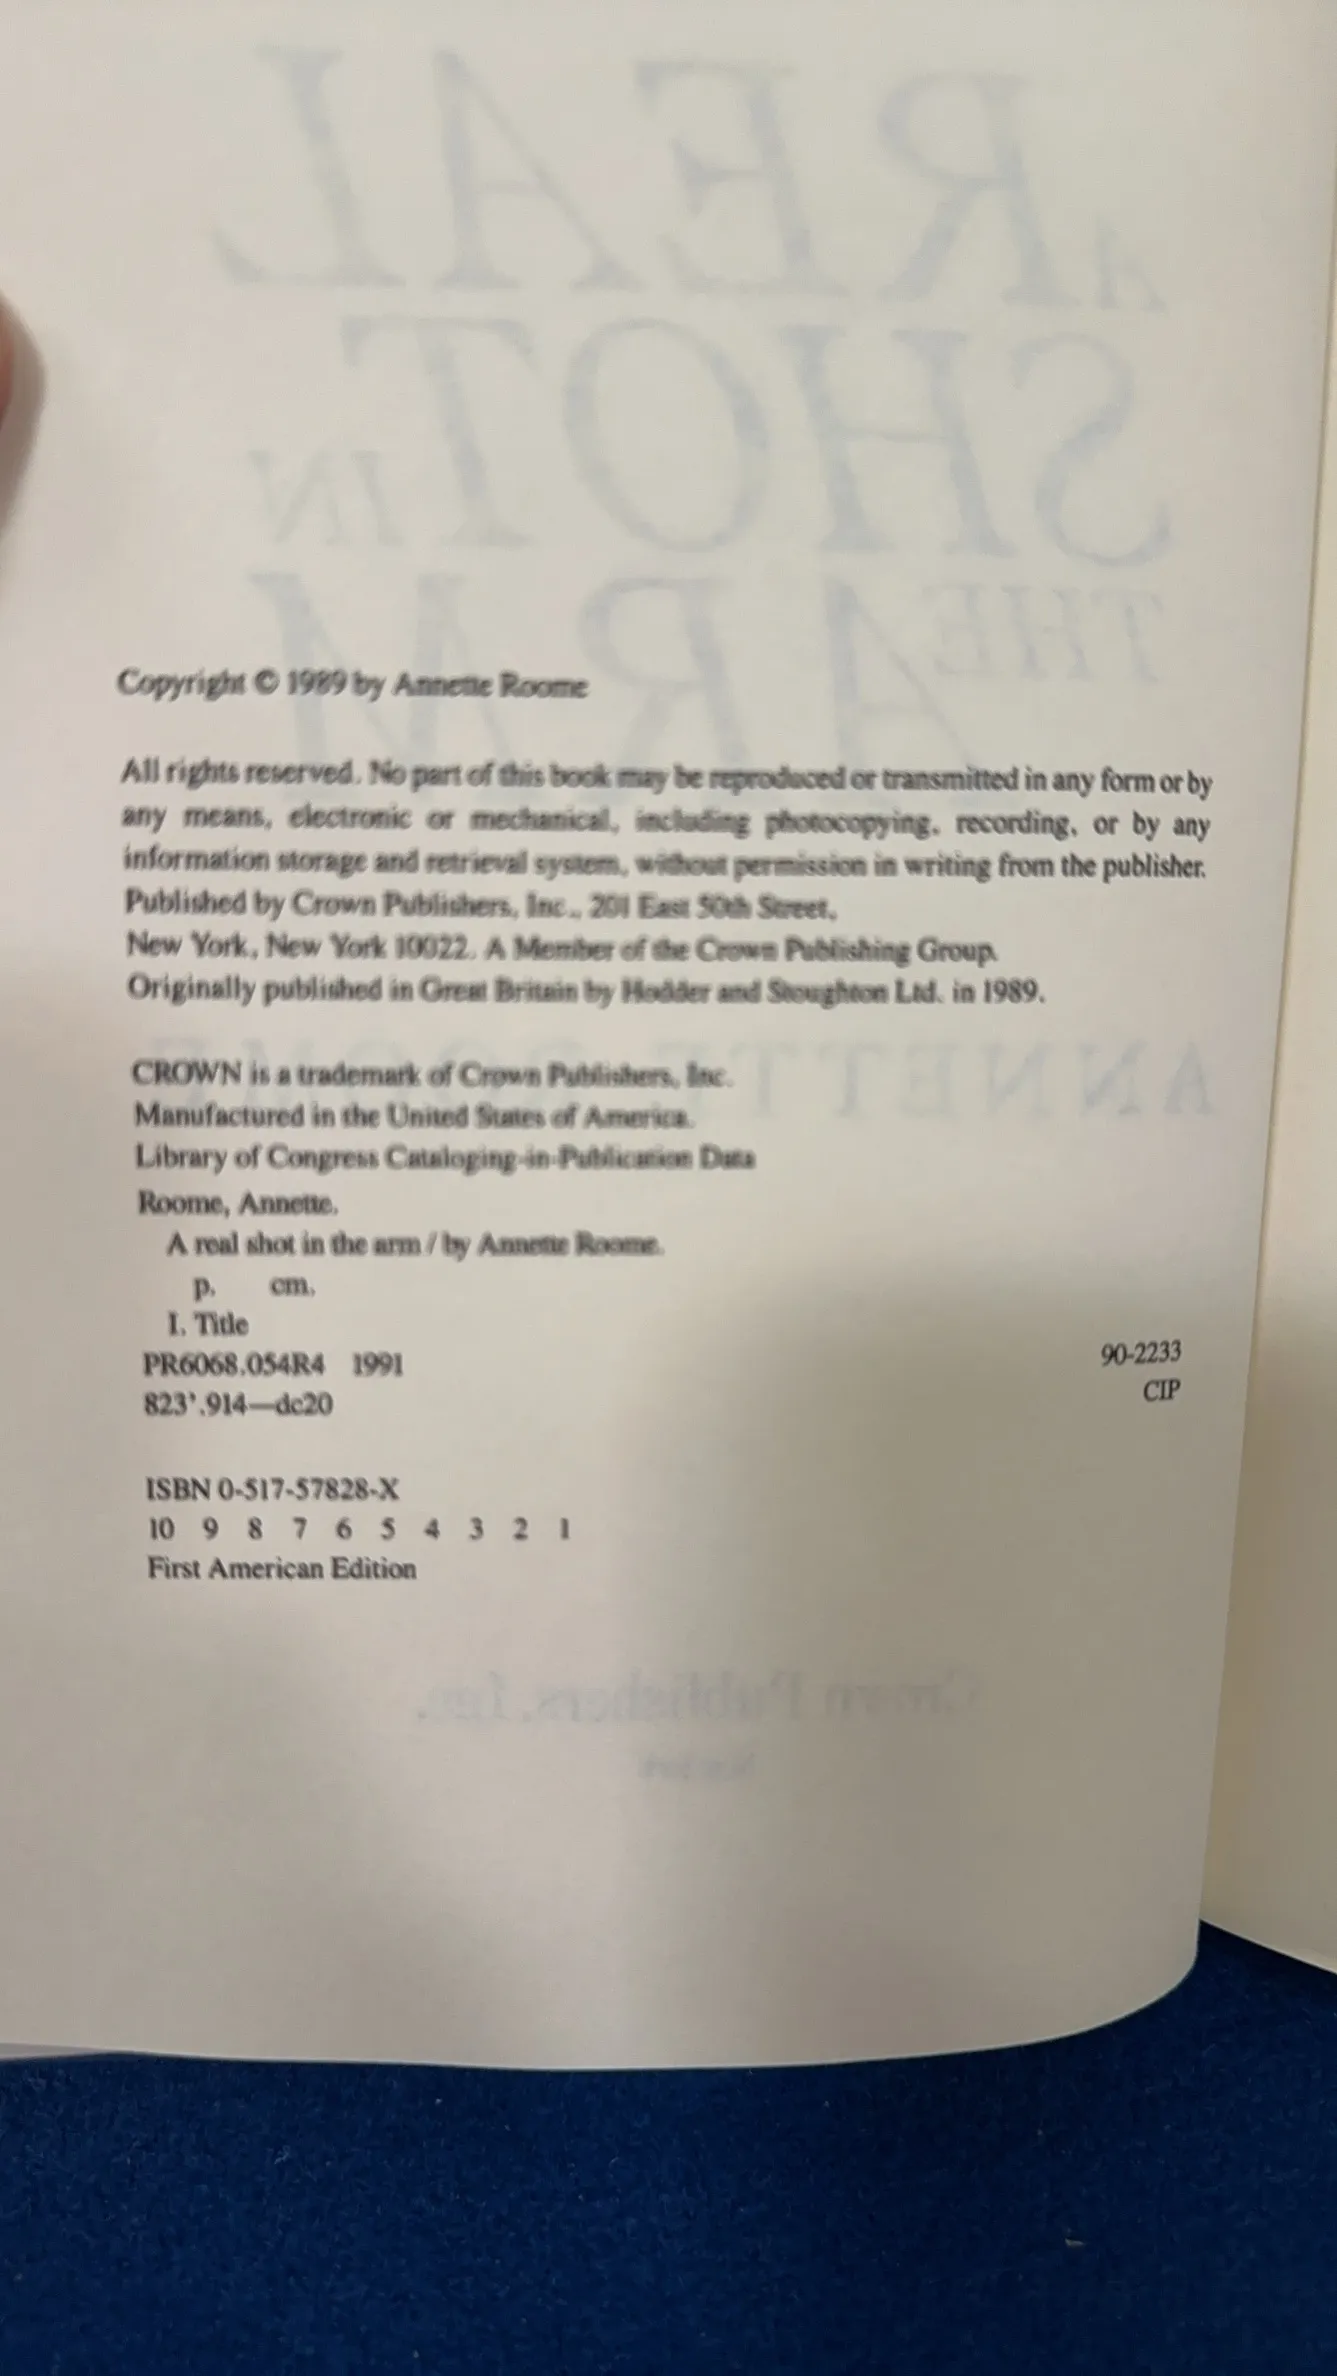 Copyright © 1989 by Annette Roome
All rights reserved. No part of this book may be reproduced or transmitted in any form or by
any means, electronic or mechanical, including photocopying, recording, or by any
information storage and retrieval system, without permission in writing from the publisher.
Published by Crown Publishers, Inc., 201 East 50th Street,
New York, New York 10022. A Member of the Crown Publishing Group.
Originally published in Great Britain by Hodder and Stoughton Ltd. in 1989.
CROWN is a trademark of Crown Publishers, Inc.
Manufactured in the United States of America.
Library of Congress Cataloging-in-Publication Data
Roome, Annette.
A real shot in the arm / by Annette Roome.
p. cm.
I. Title
PR6068.054R4 1991 90-2233
823'.914—dc20 CIP
ISBN 0-517-57828-X
10 9 8 7 6 5 4 3 2 1
First American Edition